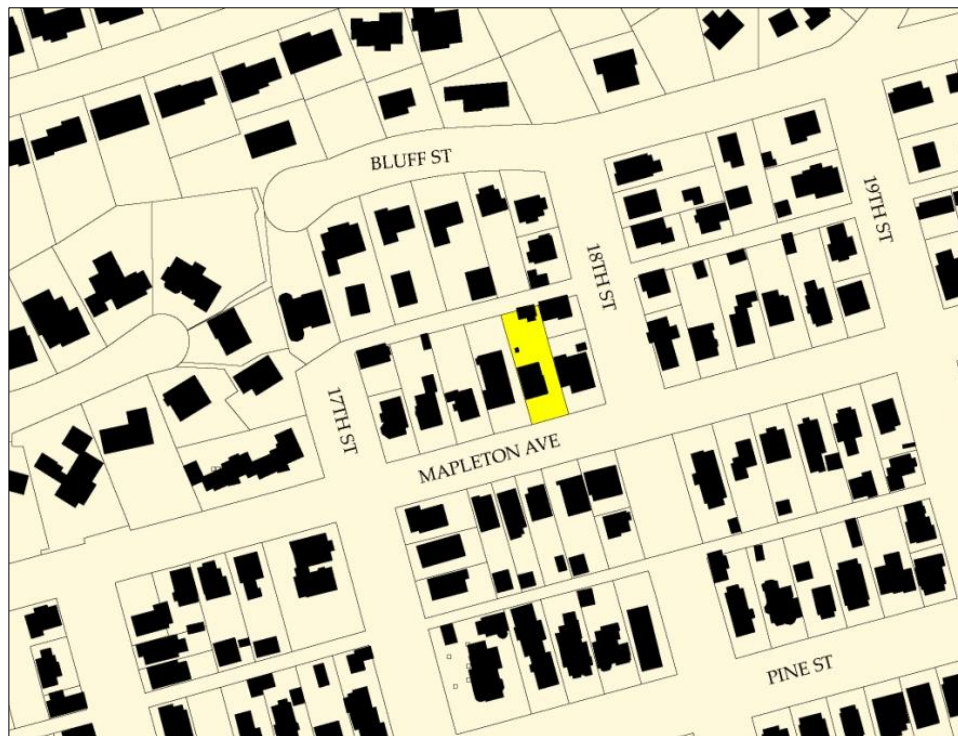 BLUFF ST
19TH ST
18TH ST
17TH ST
MAPLETON AVE
PINE ST